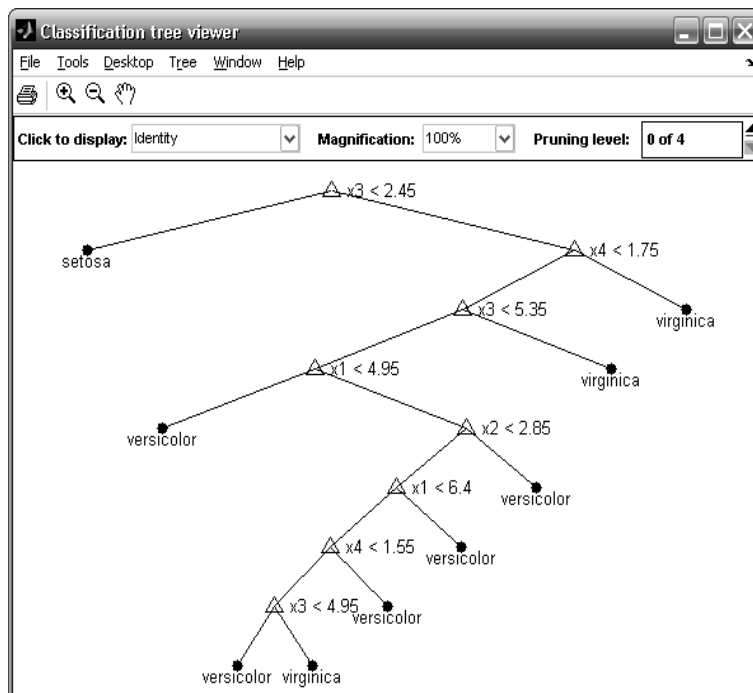 Classification tree viewer
File Tools Desktop Tree Window Help
Click to display: Identity Magnification: 100% Pruning level: 0 of 4
x3 < 2.45
setosa
x4 < 1.75
x3 < 5.35
virginica
x1 < 4.95
virginica
versicolor
x2 < 2.85
x1 < 6.4
versicolor
x4 < 1.55
versicolor
x3 < 4.95
versicolor
versicolor
virginica